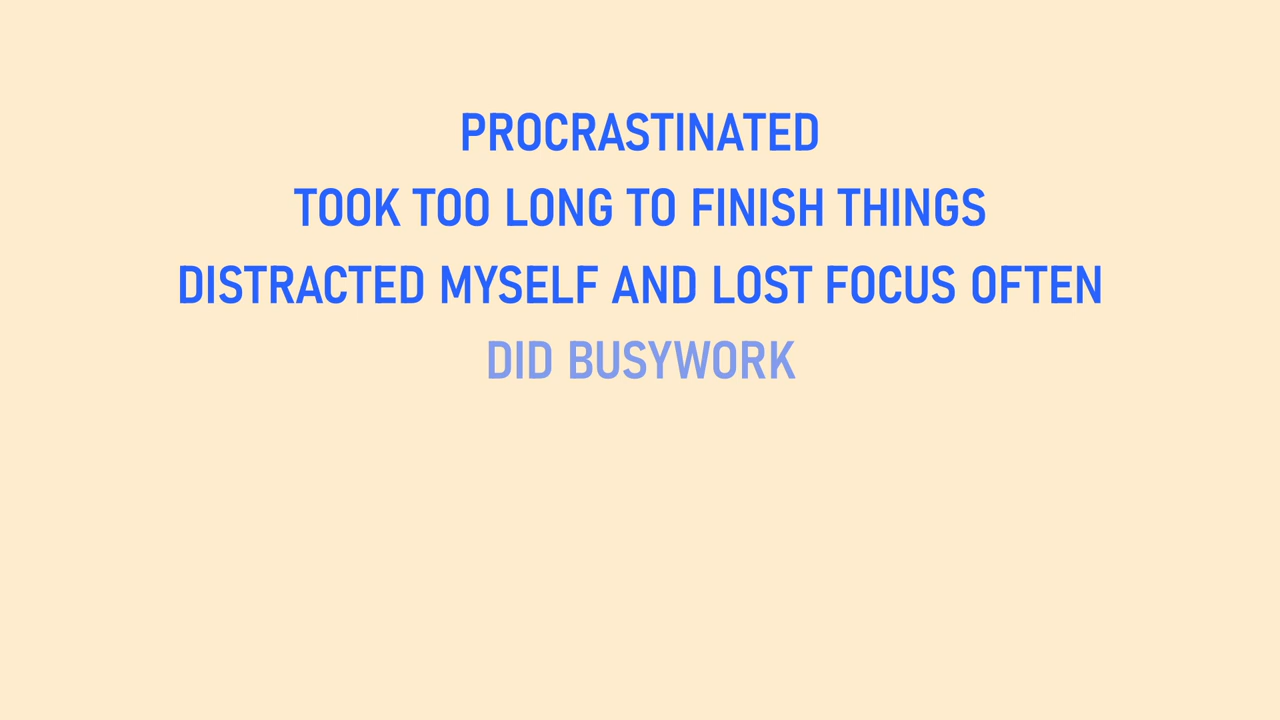 PROCRASTINATED
TOOK TOO LONG TO FINISH THINGS
DISTRACTED MYSELF AND LOST FOCUS OFTEN
DID BUSYWORK